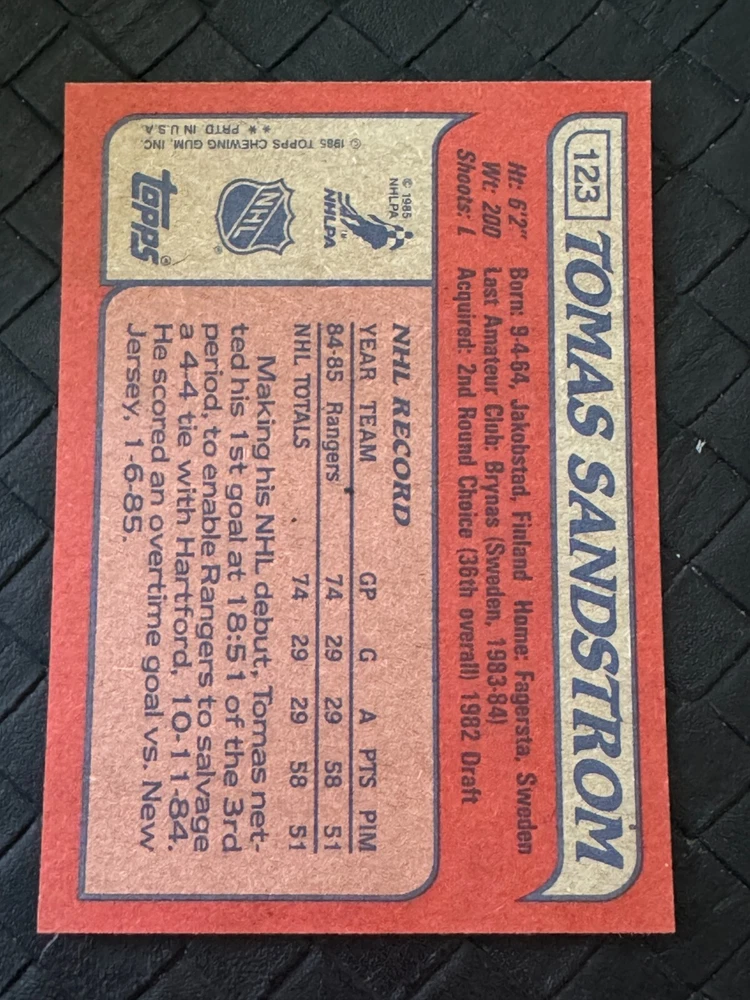 123 TOMAS SANDSTROM
Ht: 6'2" Born: 9-4-64, Jakobstad, Finland Home: Fagersta, Sweden
Wt: 200 Last Amateur Club: Brynas (Sweden, 1983-84)
Shoots: L Acquired: 2nd Round Choice (36th overall) 1982 Draft
© 1985
NHLPA
NHLPA
TM
NHL
®
topps®
© 1985 TOPPS CHEWING GUM, INC.
** PRTD IN U.S.A
NHL RECORD
YEAR TEAM GP G A PTS PIM
84-85 Rangers 74 29 29 58 51
NHL TOTALS 74 29 29 58 51
Making his NHL debut, Tomas net-
ted his 1st goal at 18:51 of the 3rd
period, to enable Rangers to salvage
a 4-4 tie with Hartford, 10-11-84.
He scored an overtime goal vs. New
Jersey, 1-6-85.